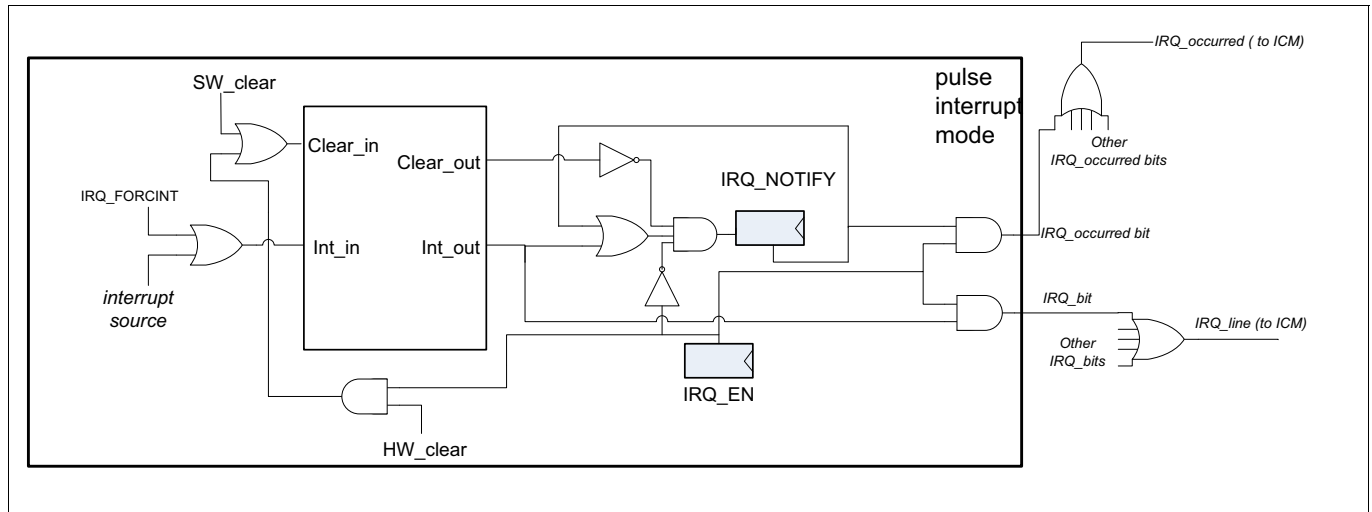 IRQ_occurred ( to ICM)
pulse
interrupt
mode
SW_clear
Other
IRQ_occurred bits
Clear_in
Clear_out
IRQ_NOTIFY
IRQ_FORCINT
IRQ_occurred bit
Int_in
Int_out
interrupt
source
IRQ_bit
IRQ_line (to ICM)
Other
IRQ_bits
IRQ_EN
HW_clear